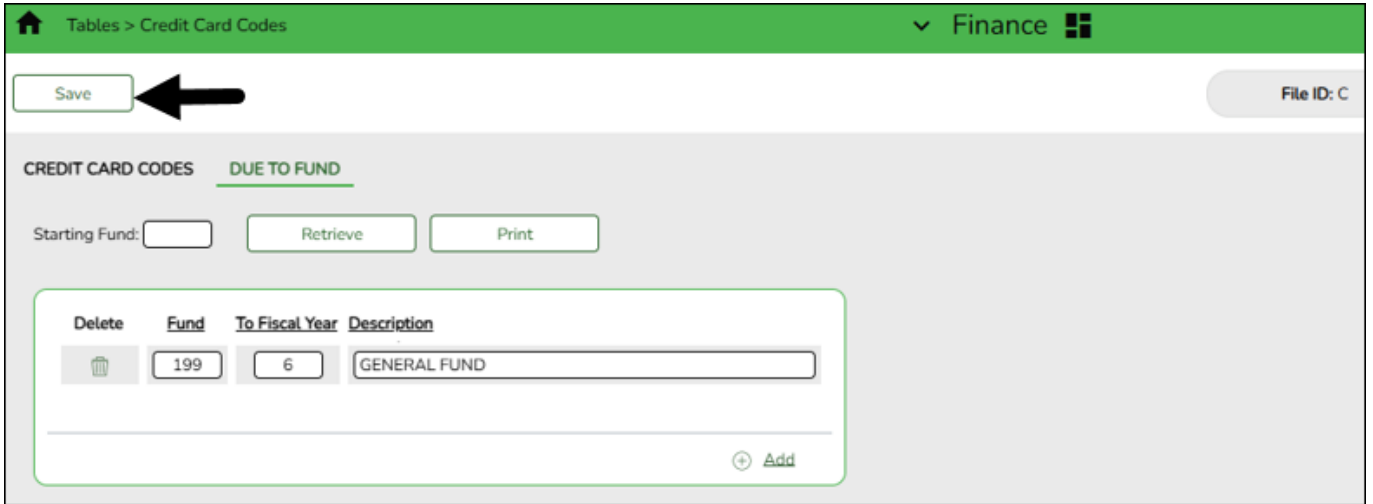 Tables > Credit Card Codes
Finance
Save
File ID: C
CREDIT CARD CODES DUE TO FUND
Starting Fund: Retrieve Print
Delete Fund To Fiscal Year Description
199 6 GENERAL FUND
Add